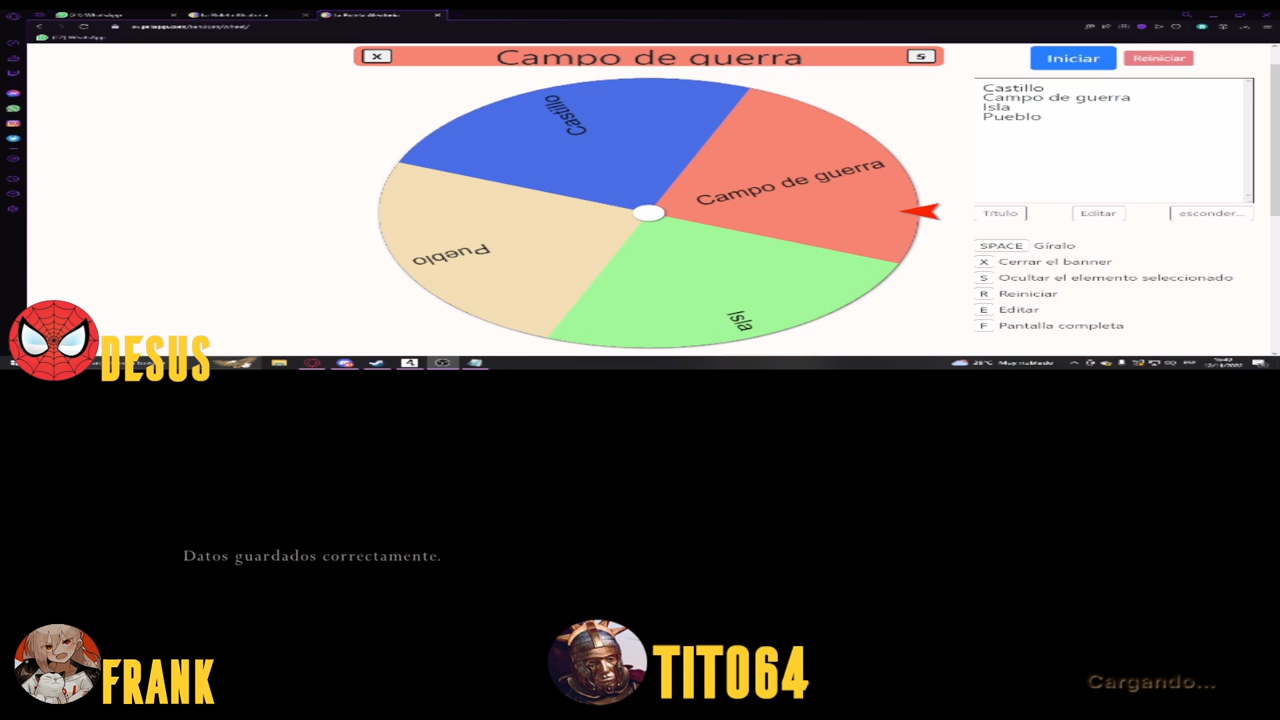 WhatsApp
WhatsApp
X
Campo de guerra
S
Iniciar
Reiniciar
Castillo
Campo de guerra
Isla
Pueblo
Castillo
Campo de guerra
Pueblo
Isla
Título
Editar
esconder...
SPACE Gíralo
X Cerrar el banner
S Ocultar el elemento seleccionado
R Reiniciar
E Editar
F Pantalla completa
DESUS
Datos guardados correctamente.
FRANK
TITO64
Cargando...